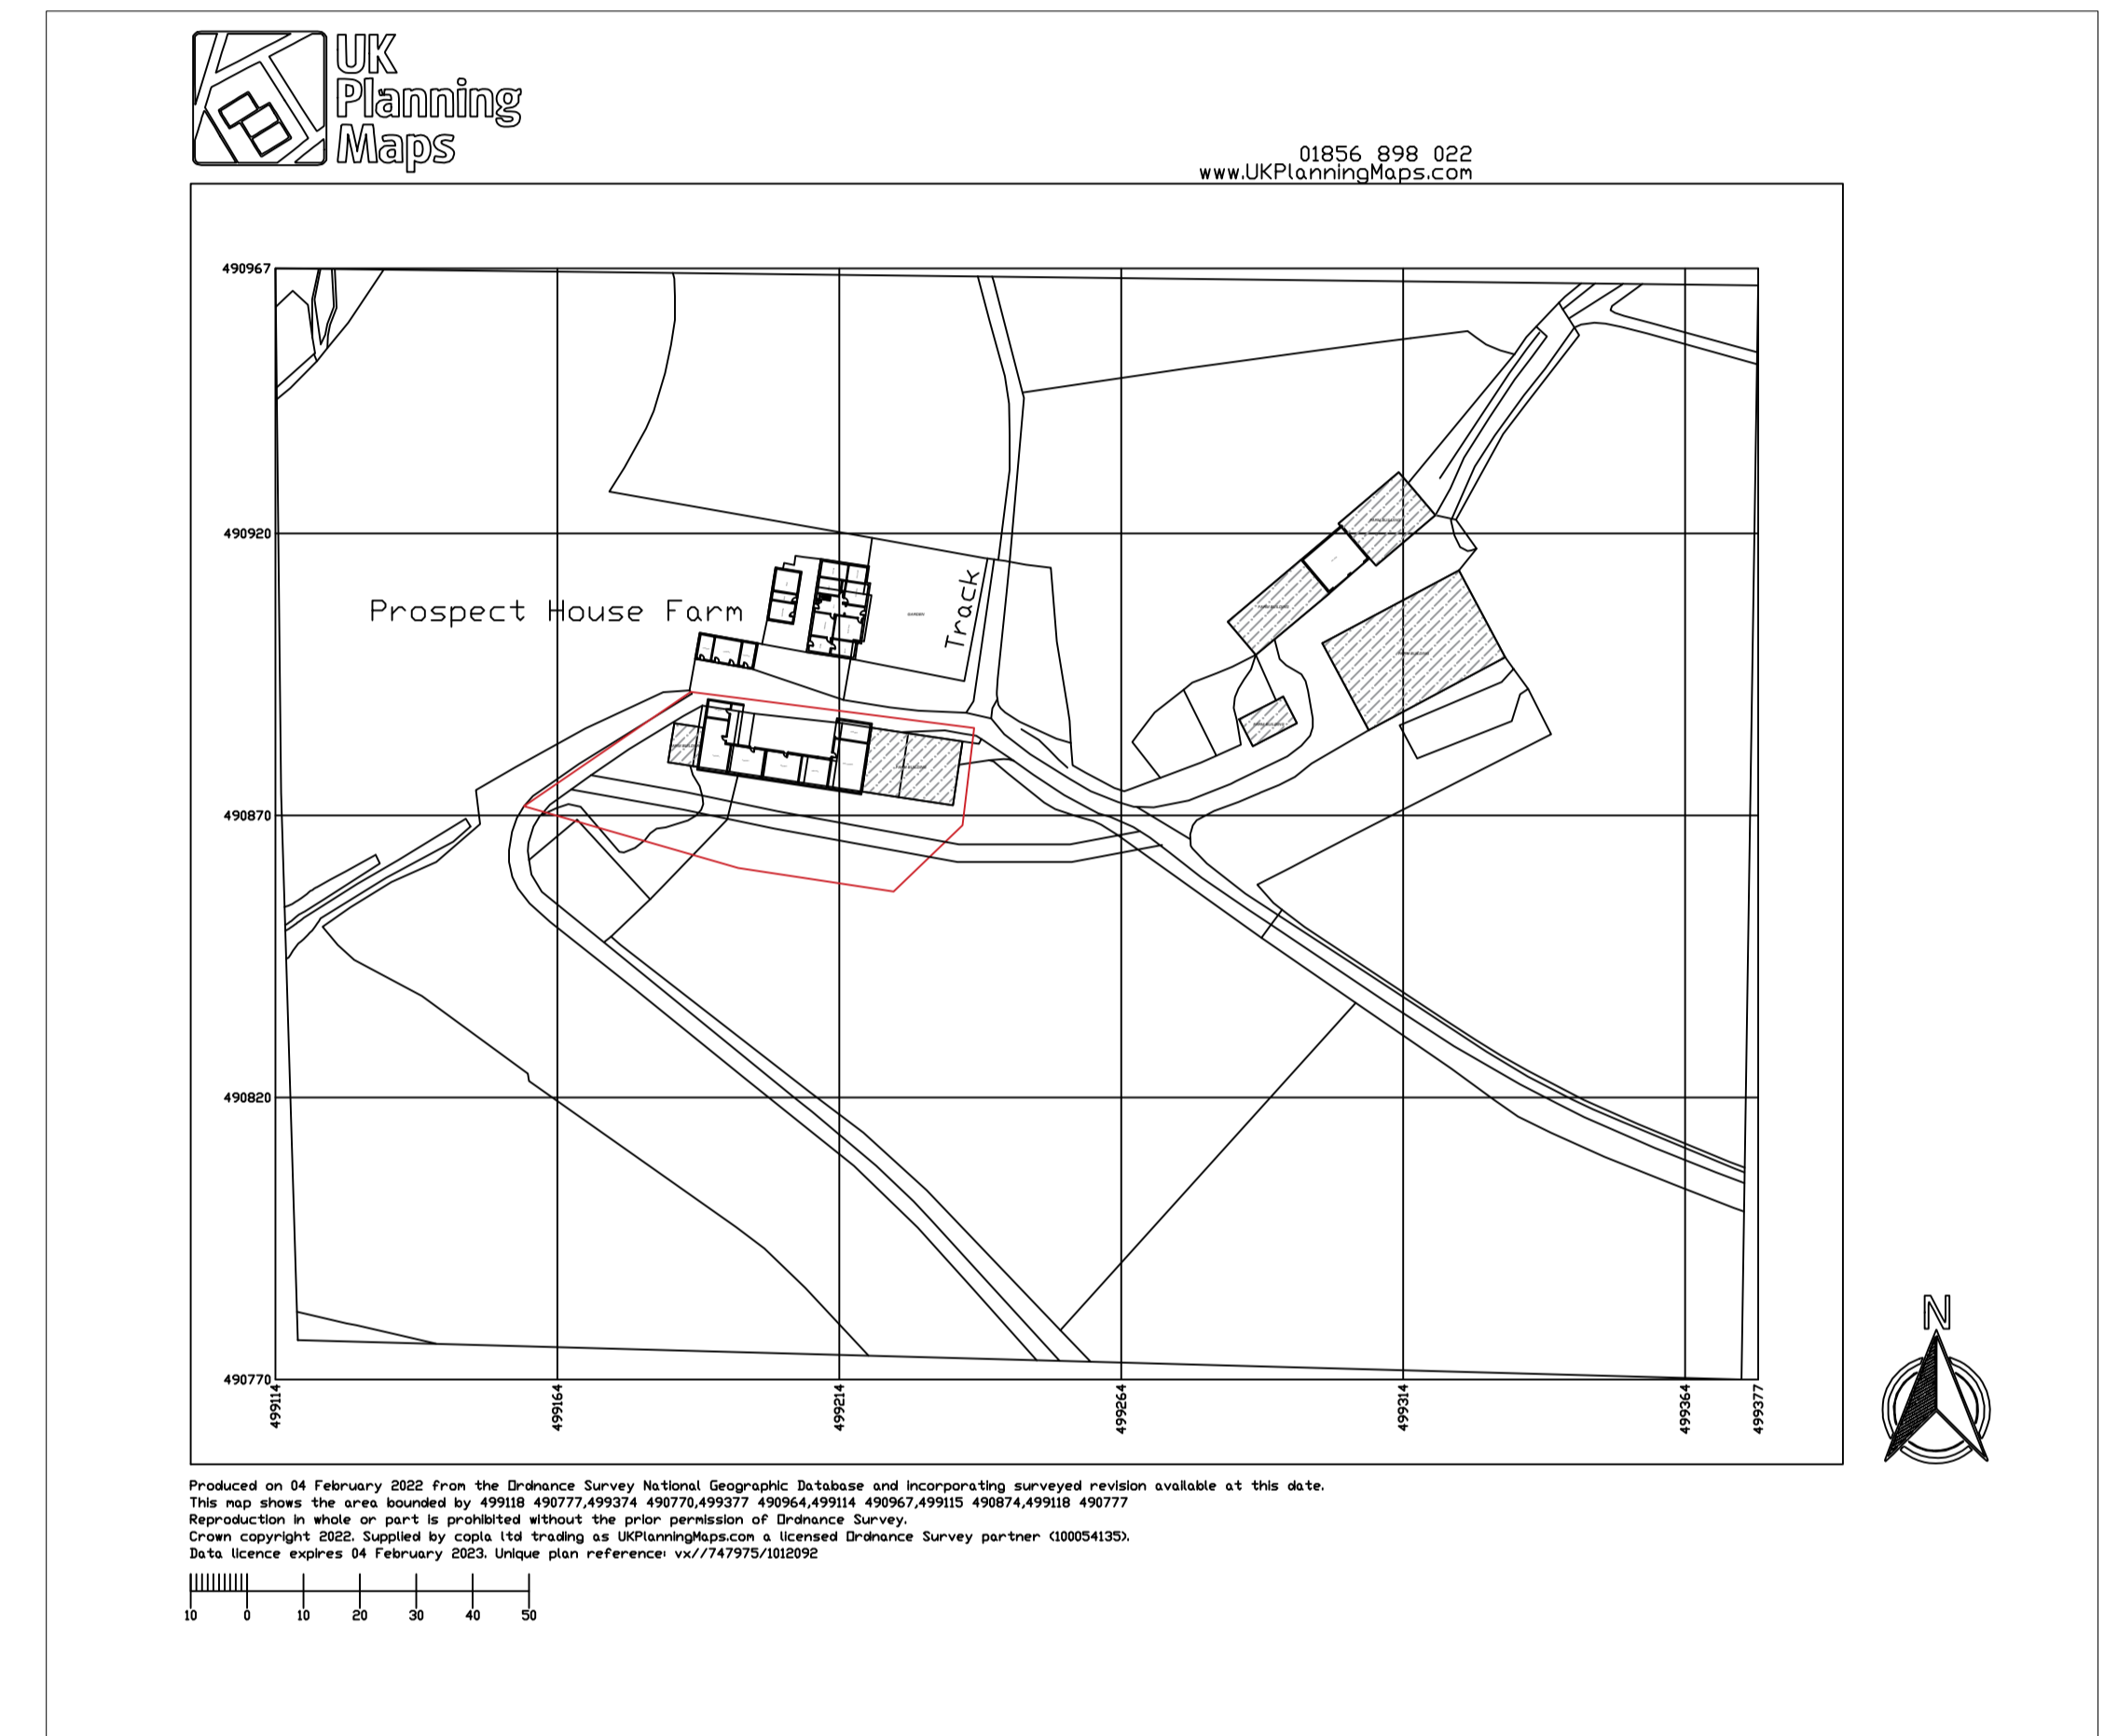 UK
Planning
Maps
01856 898 022
www.UKPlanningMaps.com
490967
490920
Prospect House Farm
Track
GARDEN
490870
490820
490770
499114
499164
499214
499264
499314
499364
499377
N
Produced on 04 February 2022 from the Ordnance Survey National Geographic Database and incorporating surveyed revision available at this date.
This map shows the area bounded by 499118 490777,499374 490770,499377 490964,499114 490967,499115 490874,499118 490777
Reproduction in whole or part is prohibited without the prior permission of Ordnance Survey.
Crown copyright 2022. Supplied by copla ltd trading as UKPlanningMaps.com a licensed Ordnance Survey partner (100054135).
Data licence expires 04 February 2023. Unique plan reference: vx//747975/1012092
10 0 10 20 30 40 50